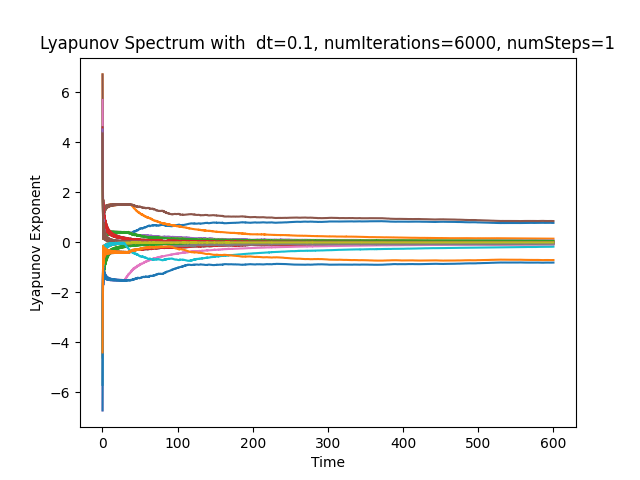 Lyapunov Spectrum with  dt=0.1, numIterations=6000, numSteps=1
6
4
2
0
−2
−4
−6
Lyapunov Exponent
0 100 200 300 400 500 600
Time